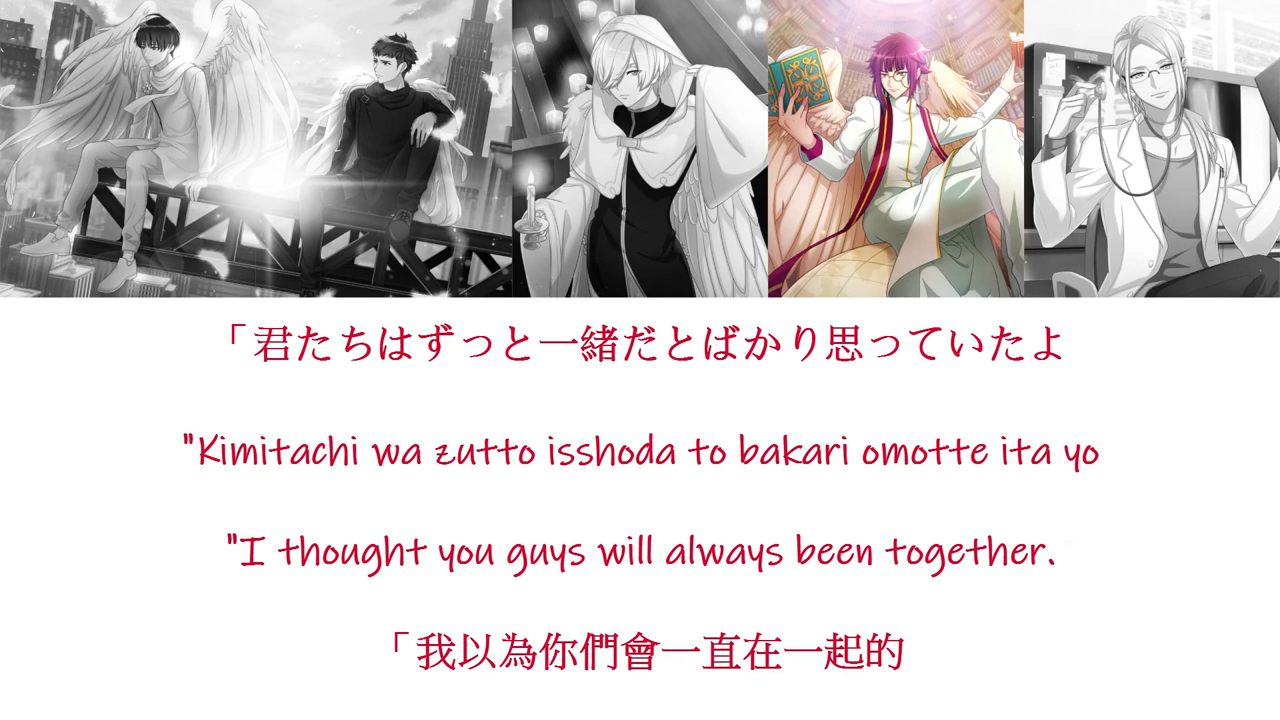 「君たちはずっと一緒だとばかり思っていたよ
"Kimitachi wa zutto isshoda to bakari omotte ita yo
"I thought you guys will always been together.
「我以為你們會一直在一起的